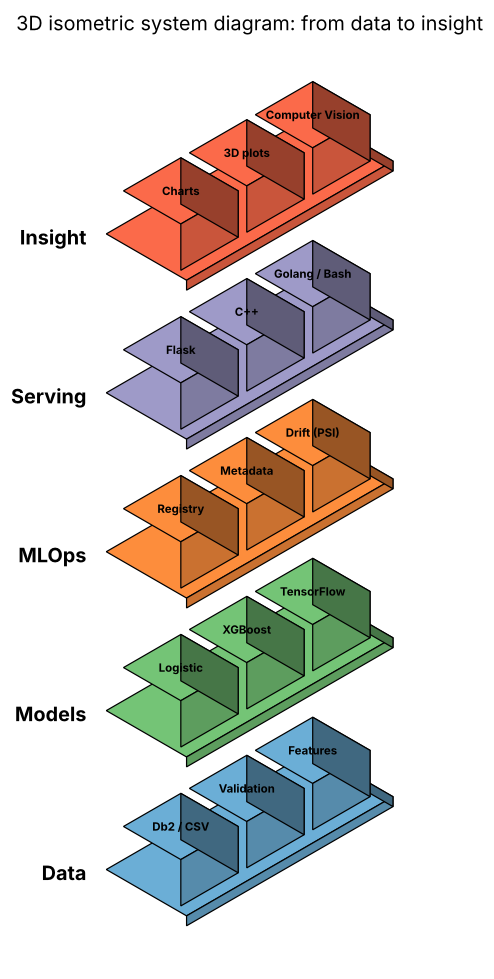 3D isometric system diagram: from data to insight
Computer Vision
3D plots
Charts
Insight
Golang / Bash
C++
Flask
Serving
Drift (PSI)
Metadata
Registry
MLOps
TensorFlow
XGBoost
Logistic
Models
Features
Validation
Db2 / CSV
Data